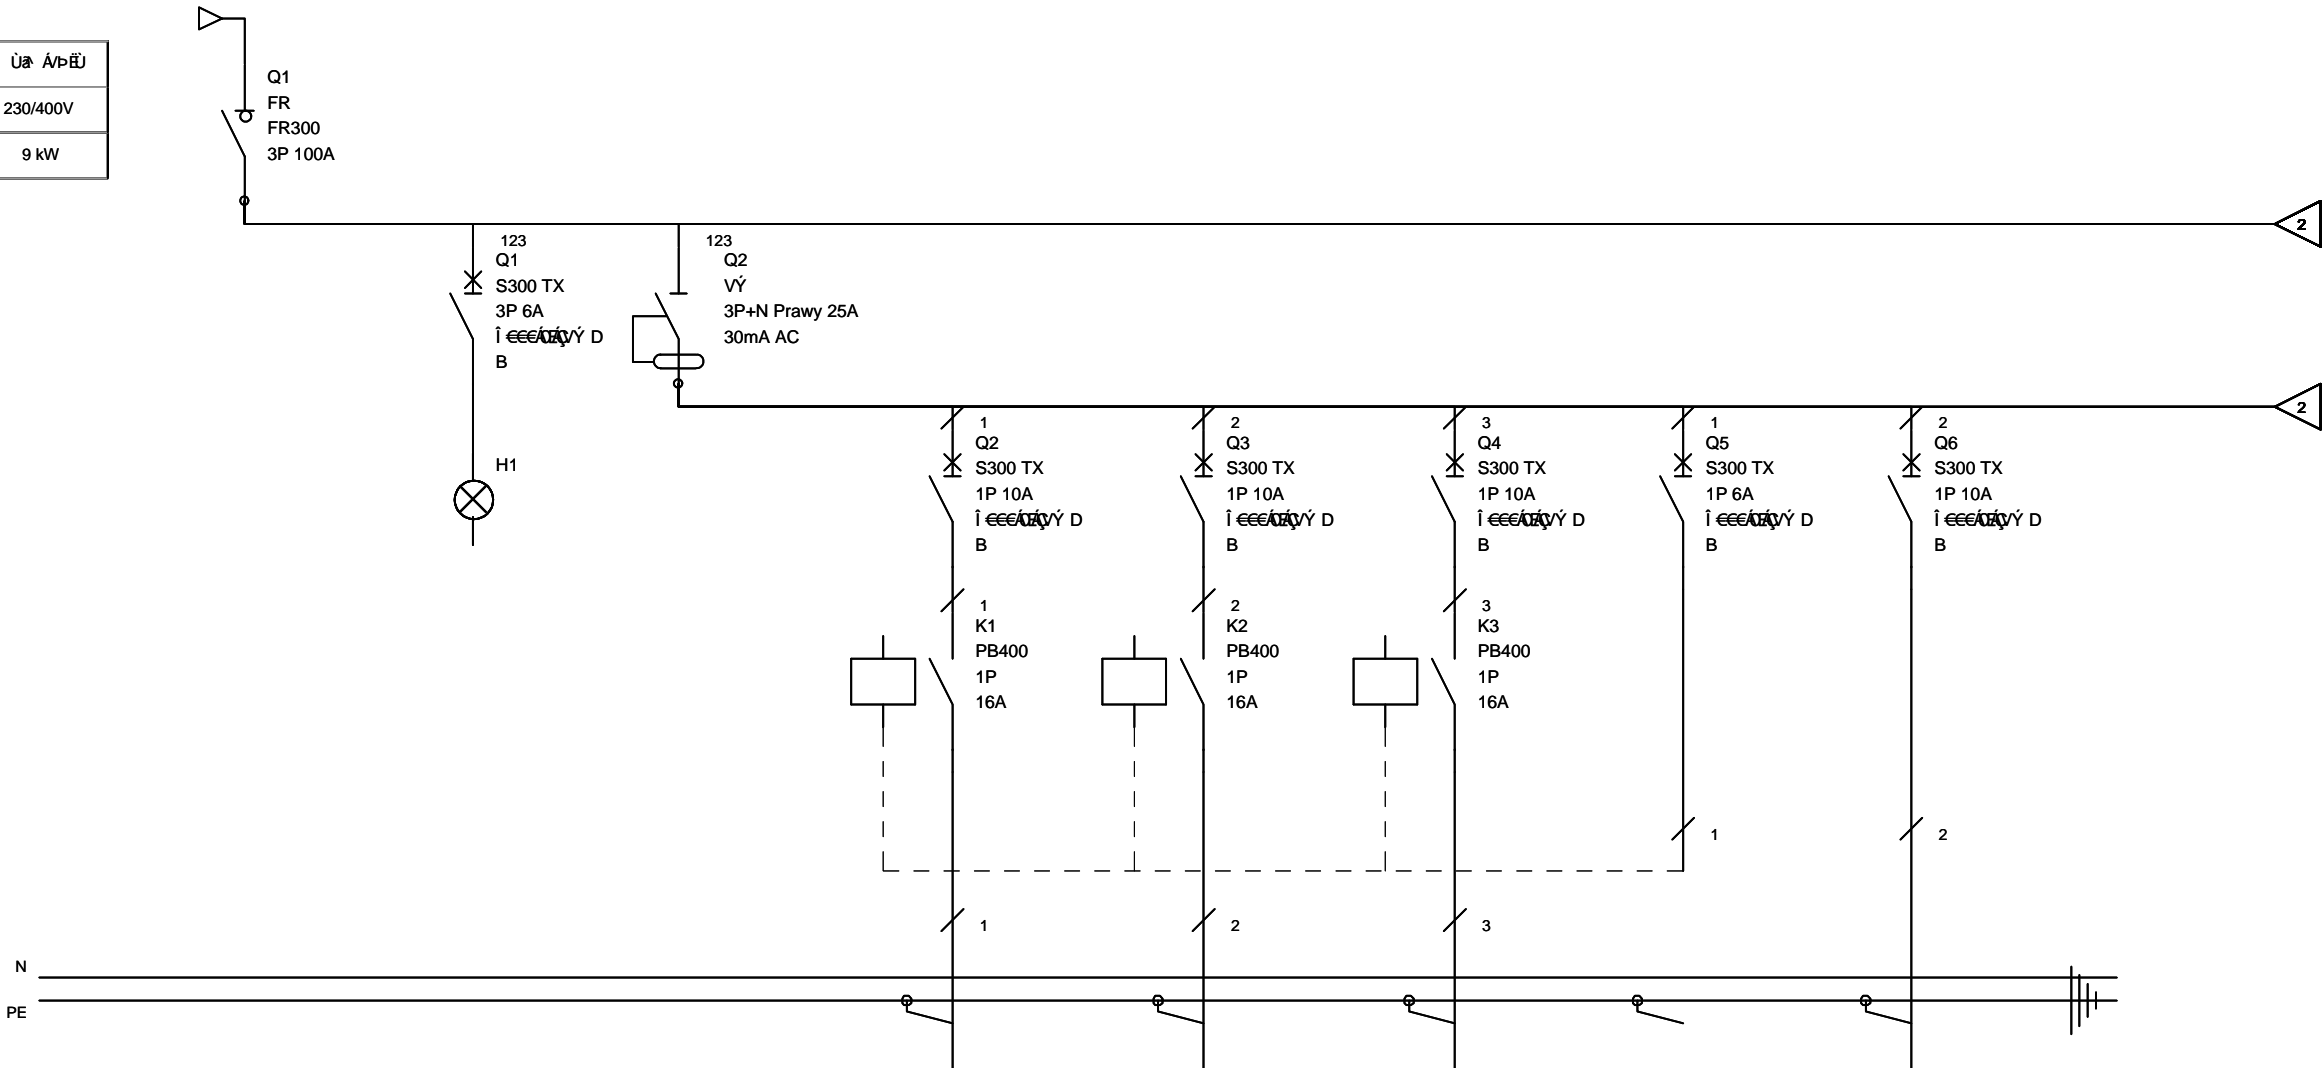 230/400V
9 kW
Q1
FR
FR300
3P 100A
2
123
Q1
S300 TX
3P 6A
B
123
Q2
VÝ
3P+N Prawy 25A
30mA AC
2
H1
1
Q2
S300 TX
1P 10A
B
2
Q3
S300 TX
1P 10A
B
3
Q4
S300 TX
1P 10A
B
1
Q5
S300 TX
1P 6A
B
2
Q6
S300 TX
1P 10A
B
1
K1
PB400
1P
16A
2
K2
PB400
1P
16A
3
K3
PB400
1P
16A
1
2
1
2
3
N
PE